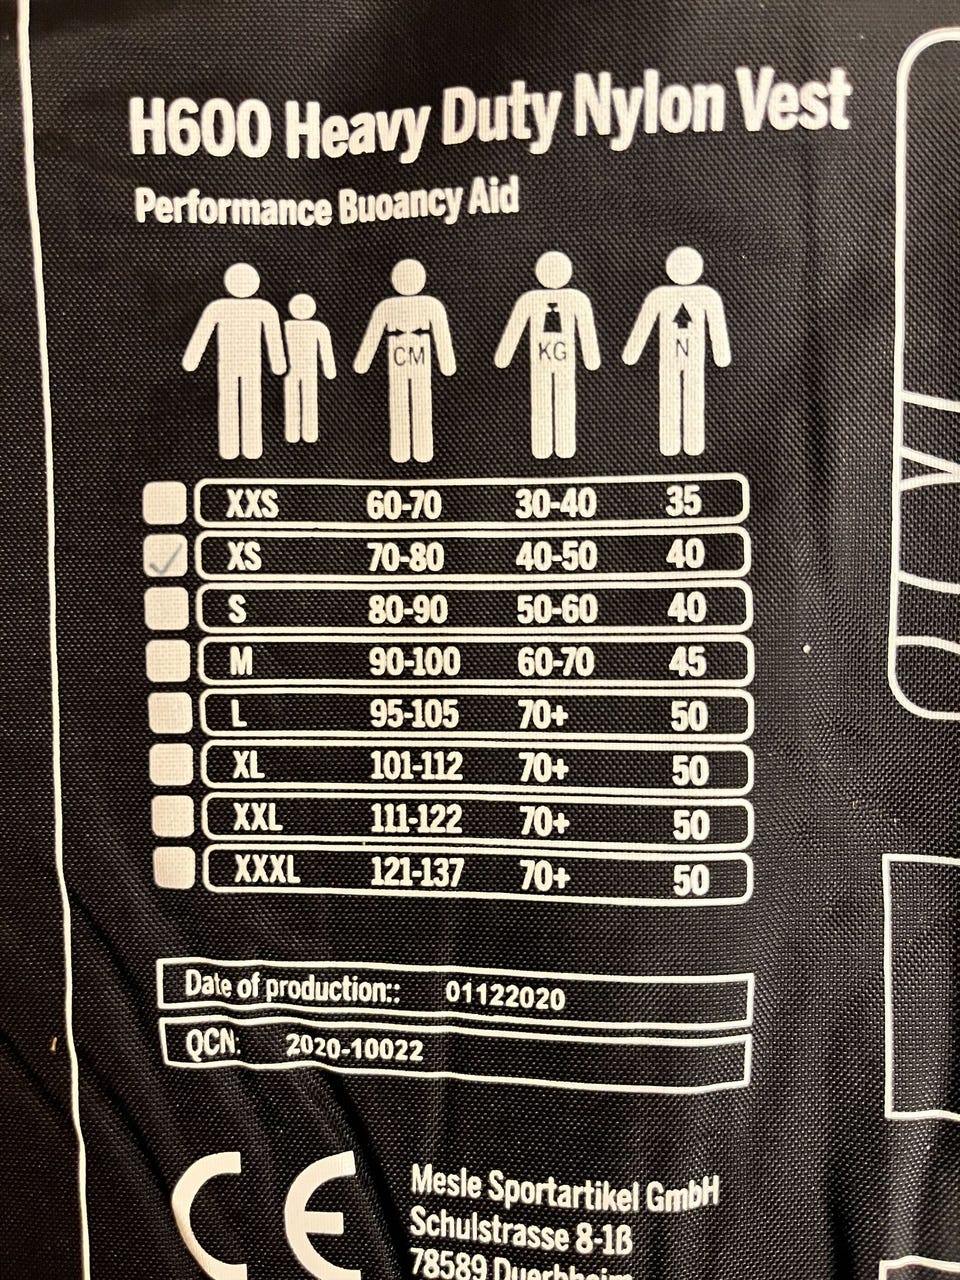 H600 Heavy Duty Nylon Vest
Performance Buoancy Aid
CM KG N
XXS 60-70 30-40 35
XS 70-80 40-50 40
S 80-90 50-60 40
M 90-100 60-70 45
L 95-105 70+ 50
XL 101-112 70+ 50
XXL 111-122 70+ 50
XXXL 121-137 70+ 50
Date of production:: 01122020
QCN: 2020-10022
CE
Mesle Sportartikel GmbH
Schulstrasse 8-1ß
78589